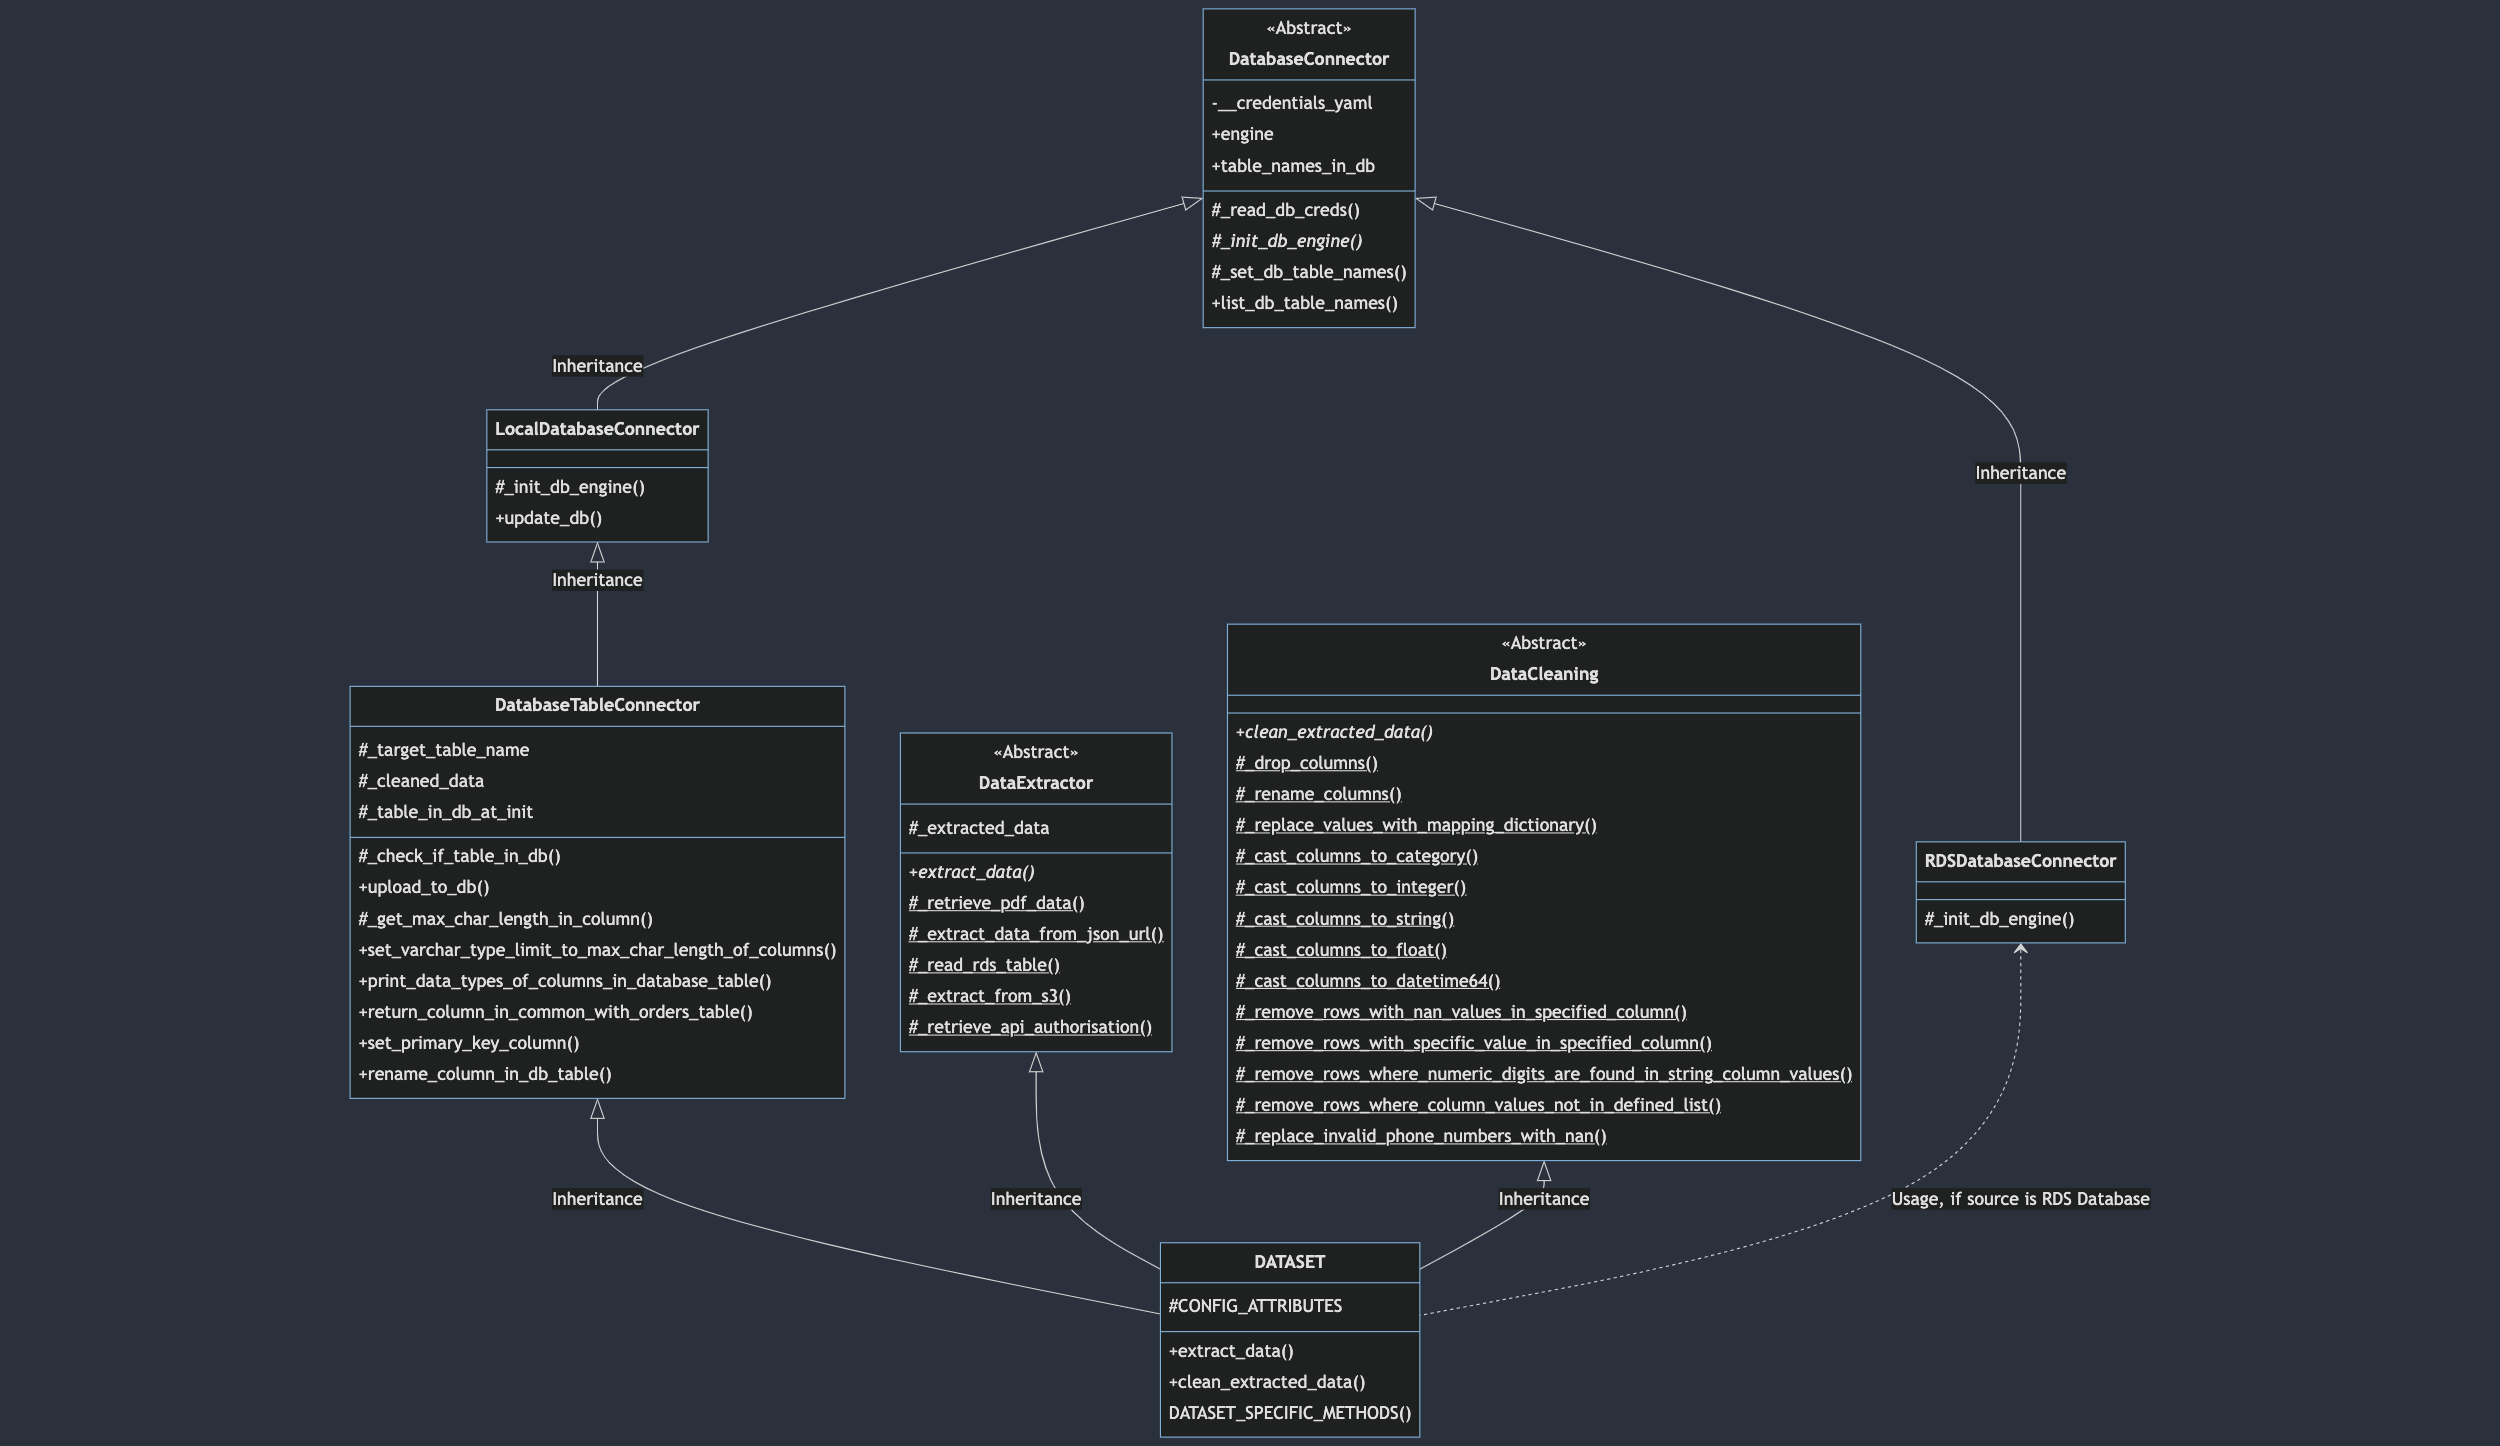 «Abstract»
DatabaseConnector
-__credentials_yaml
+engine
+table_names_in_db
#_read_db_creds()
#_init_db_engine()
#_set_db_table_names()
+list_db_table_names()
Inheritance
Inheritance
LocalDatabaseConnector
#_init_db_engine()
+update_db()
Inheritance
DatabaseTableConnector
#_target_table_name
#_cleaned_data
#_table_in_db_at_init
#_check_if_table_in_db()
+upload_to_db()
#_get_max_char_length_in_column()
+set_varchar_type_limit_to_max_char_length_of_columns()
+print_data_types_of_columns_in_database_table()
+return_column_in_common_with_orders_table()
+set_primary_key_column()
+rename_column_in_db_table()
«Abstract»
DataExtractor
#_extracted_data
+extract_data()
#_retrieve_pdf_data()
#_extract_data_from_json_url()
#_read_rds_table()
#_extract_from_s3()
#_retrieve_api_authorisation()
«Abstract»
DataCleaning
+clean_extracted_data()
#_drop_columns()
#_rename_columns()
#_replace_values_with_mapping_dictionary()
#_cast_columns_to_category()
#_cast_columns_to_integer()
#_cast_columns_to_string()
#_cast_columns_to_float()
#_cast_columns_to_datetime64()
#_remove_rows_with_nan_values_in_specified_column()
#_remove_rows_with_specific_value_in_specified_column()
#_remove_rows_where_numeric_digits_are_found_in_string_column_values()
#_remove_rows_where_column_values_not_in_defined_list()
#_replace_invalid_phone_numbers_with_nan()
RDSDatabaseConnector
#_init_db_engine()
Inheritance
Inheritance
Inheritance
Usage, if source is RDS Database
DATASET
#CONFIG_ATTRIBUTES
+extract_data()
+clean_extracted_data()
DATASET_SPECIFIC_METHODS()